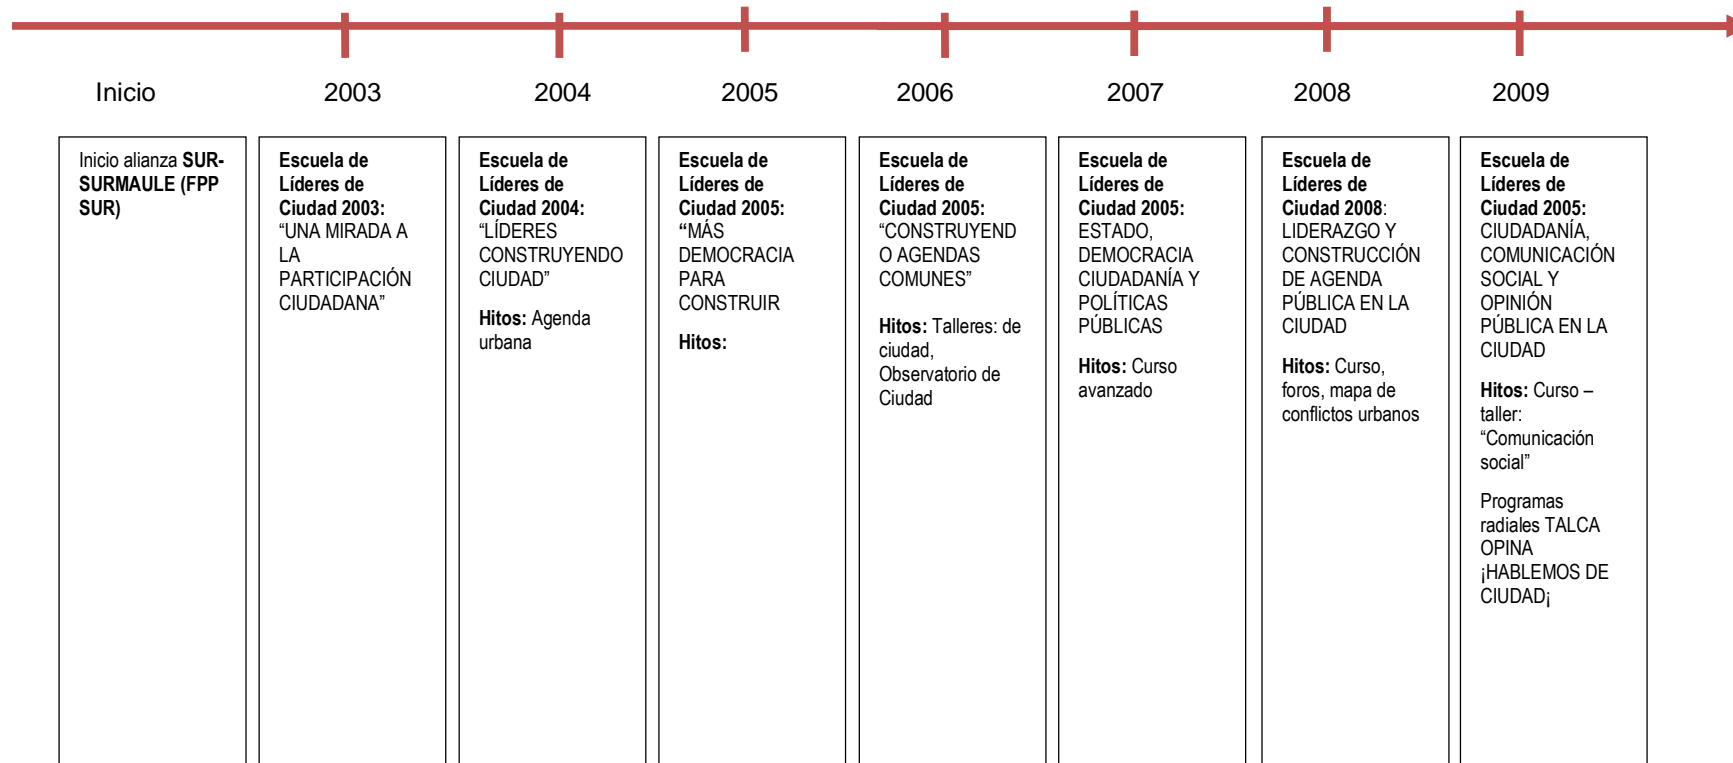 Inicio
2003
2004
2005
2006
2007
2008
2009
Inicio alianza SUR-
SURMAULE (FPP
SUR)
Escuela de
Líderes de
Ciudad 2003:
“UNA MIRADA A
LA
PARTICIPACIÓN
CIUDADANA”
Escuela de
Líderes de
Ciudad 2004:
“LÍDERES
CONSTRUYENDO
CIUDAD”
Hitos: Agenda
urbana
Escuela de
Líderes de
Ciudad 2005:
“MÁS
DEMOCRACIA
PARA
CONSTRUIR
Hitos:
Escuela de
Líderes de
Ciudad 2005:
“CONSTRUYEND
O AGENDAS
COMUNES”
Hitos: Talleres: de
ciudad,
Observatorio de
Ciudad
Escuela de
Líderes de
Ciudad 2005:
ESTADO,
DEMOCRACIA
CIUDADANÍA Y
POLÍTICAS
PÚBLICAS
Hitos: Curso
avanzado
Escuela de
Líderes de
Ciudad 2008:
LIDERAZGO Y
CONSTRUCCIÓN
DE AGENDA
PÚBLICA EN LA
CIUDAD
Hitos: Curso,
foros, mapa de
conflictos urbanos
Escuela de
Líderes de
Ciudad 2005:
CIUDADANÍA,
COMUNICACIÓN
SOCIAL Y
OPINIÓN
PÚBLICA EN LA
CIUDAD
Hitos: Curso –
taller:
“Comunicación
social”
Programas
radiales TALCA
OPINA
¡HABLEMOS DE
CIUDAD¡